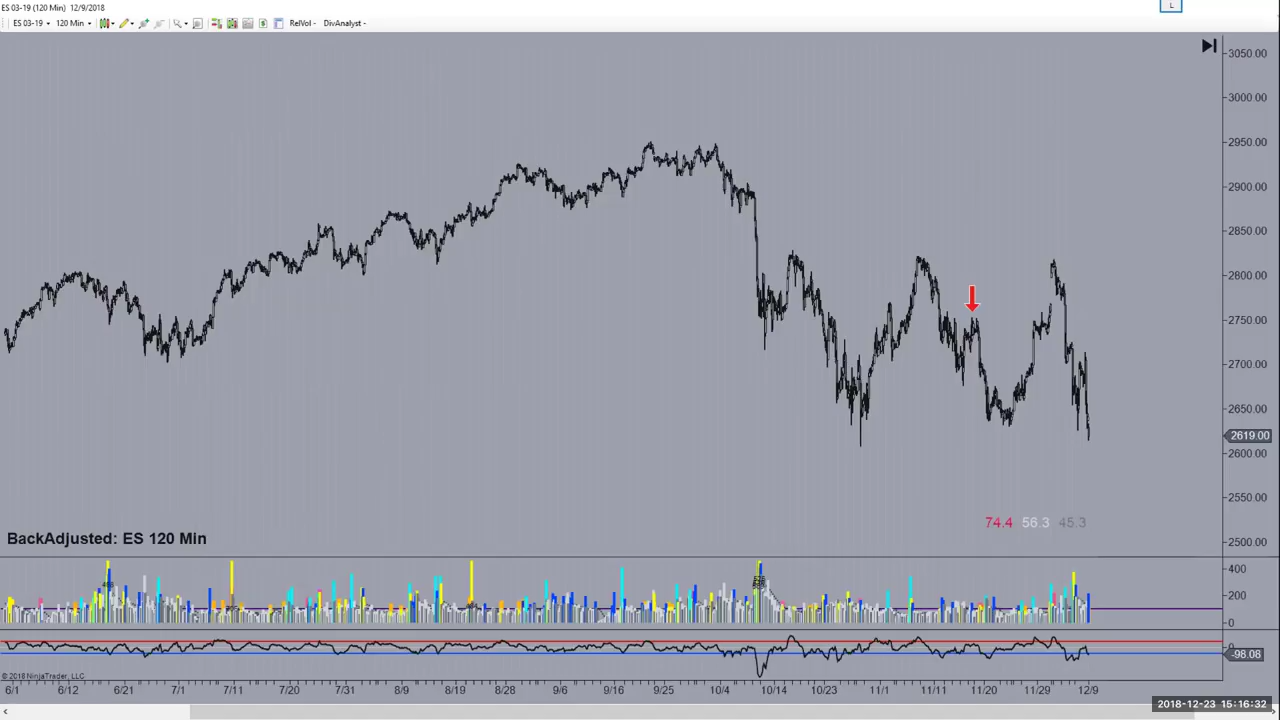 ES 03-19 (120 Min)  12/9/2018
L
ES 03-19 120 Min RelVol - DivAnalyst -
3050.00
3000.00
2950.00
2900.00
2850.00
2800.00
2750.00
2700.00
2650.00
2619.00
2600.00
2550.00
74.4 56.3 45.3
BackAdjusted: ES 120 Min
2500.00
400
200
0
0
-98.08
© 2018 NinjaTrader, LLC
6/1 6/12 6/21 7/1 7/11 7/20 7/31 8/9 8/19 8/28 9/6 9/16 9/25 10/4 10/14 10/23 11/1 11/11 11/20 11/29 12/9
2018-12-23 15:16:32